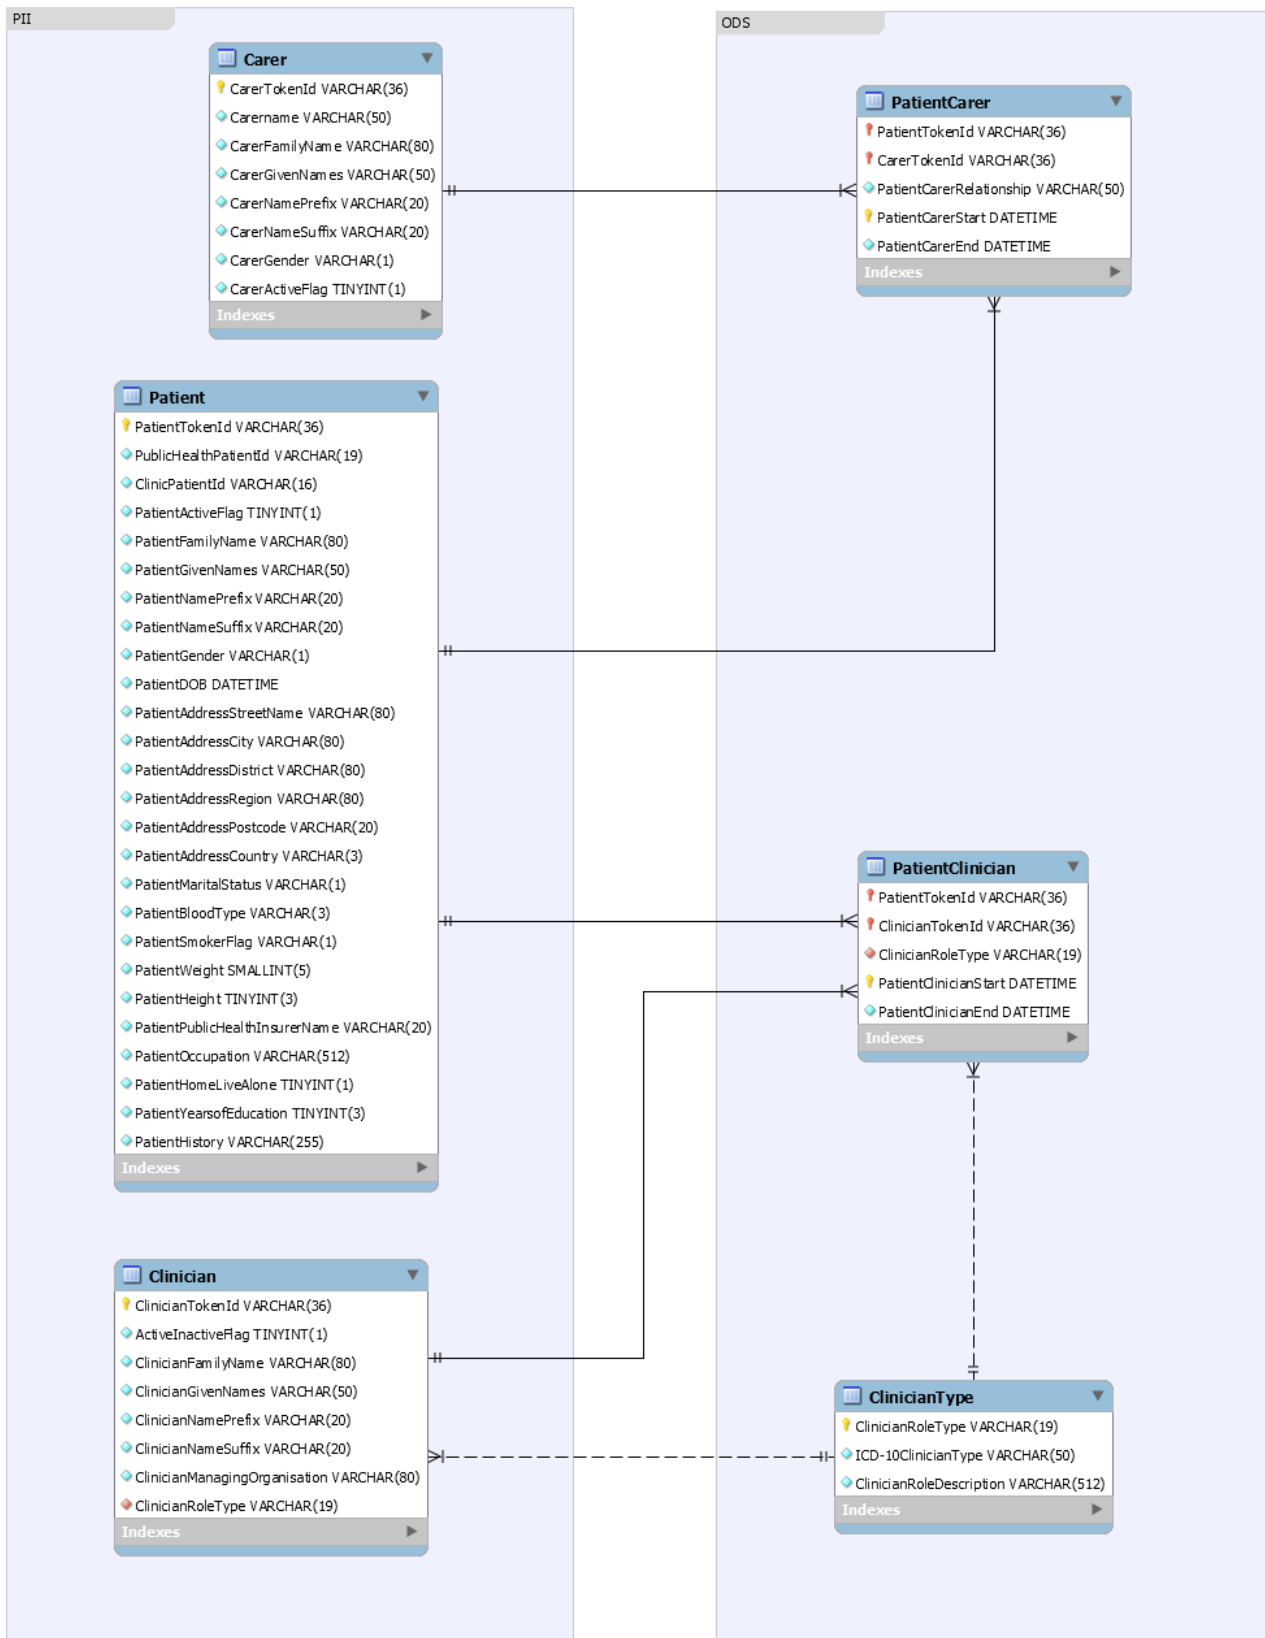 PII
Carer
CarerTokenId VARCHAR(36)
Carername VARCHAR(50)
CarerFamilyName VARCHAR(80)
CarerGivenNames VARCHAR(50)
CarerNamePrefix VARCHAR(20)
CarerNameSuffix VARCHAR(20)
CarerGender VARCHAR(1)
CarerActiveFlag TINYINT(1)
Indexes
Patient
PatientTokenId VARCHAR(36)
PublicHealthPatientId VARCHAR(19)
ClinicPatientId VARCHAR(16)
PatientActiveFlag TINYINT(1)
PatientFamilyName VARCHAR(80)
PatientGivenNames VARCHAR(50)
PatientNamePrefix VARCHAR(20)
PatientNameSuffix VARCHAR(20)
PatientGender VARCHAR(1)
PatientDOB DATETIME
PatientAddressStreetName VARCHAR(80)
PatientAddressCity VARCHAR(80)
PatientAddressDistrict VARCHAR(80)
PatientAddressRegion VARCHAR(80)
PatientAddressPostcode VARCHAR(20)
PatientAddressCountry VARCHAR(3)
PatientMaritalStatus VARCHAR(1)
PatientBloodType VARCHAR(3)
PatientSmokerFlag VARCHAR(1)
PatientWeight SMALLINT(5)
PatientHeight TINYINT(3)
PatientPublicHealthInsurerName VARCHAR(20)
PatientOccupation VARCHAR(512)
PatientHomeLiveAlone TINYINT(1)
PatientYearsofEducation TINYINT(3)
PatientHistory VARCHAR(255)
Indexes
Clinician
ClinicianTokenId VARCHAR(36)
ActiveInactiveFlag TINYINT(1)
ClinicianFamilyName VARCHAR(80)
ClinicianGivenNames VARCHAR(50)
ClinicianNamePrefix VARCHAR(20)
ClinicianNameSuffix VARCHAR(20)
ClinicianManagingOrganisation VARCHAR(80)
ClinicianRoleType VARCHAR(19)
Indexes
ODS
PatientCarer
PatientTokenId VARCHAR(36)
CarerTokenId VARCHAR(36)
PatientCarerRelationship VARCHAR(50)
PatientCarerStart DATETIME
PatientCarerEnd DATETIME
Indexes
PatientClinician
PatientTokenId VARCHAR(36)
ClinicianTokenId VARCHAR(36)
ClinicianRoleType VARCHAR(19)
PatientClinicianStart DATETIME
PatientClinicianEnd DATETIME
Indexes
ClinicianType
ClinicianRoleType VARCHAR(19)
ICD-10ClinicianType VARCHAR(50)
ClinicianRoleDescription VARCHAR(512)
Indexes